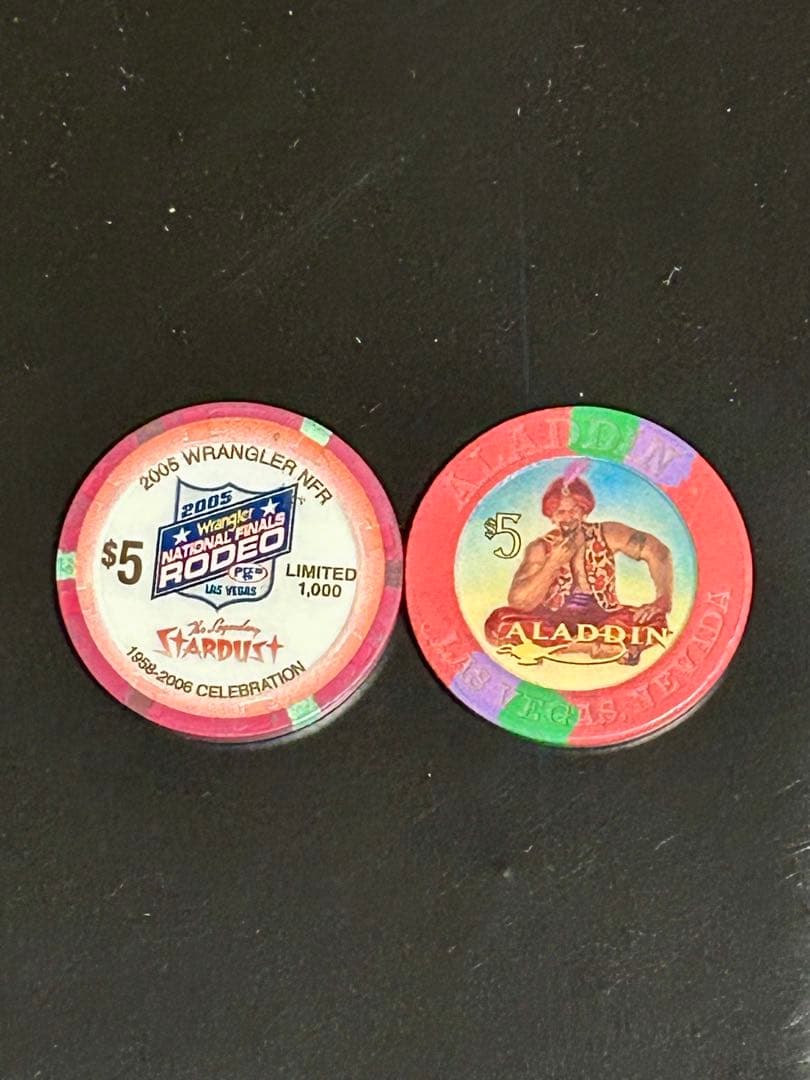 2005 WRANGLER NFR
2005
Wrangler
NATIONAL FINALS
RODEO
LAS VEGAS
$5
LIMITED
1,000
The Legendary
STARDUST
1958-2006 CELEBRATION
ALADDIN
$5
ALADDIN
LAS VEGAS, NEVADA